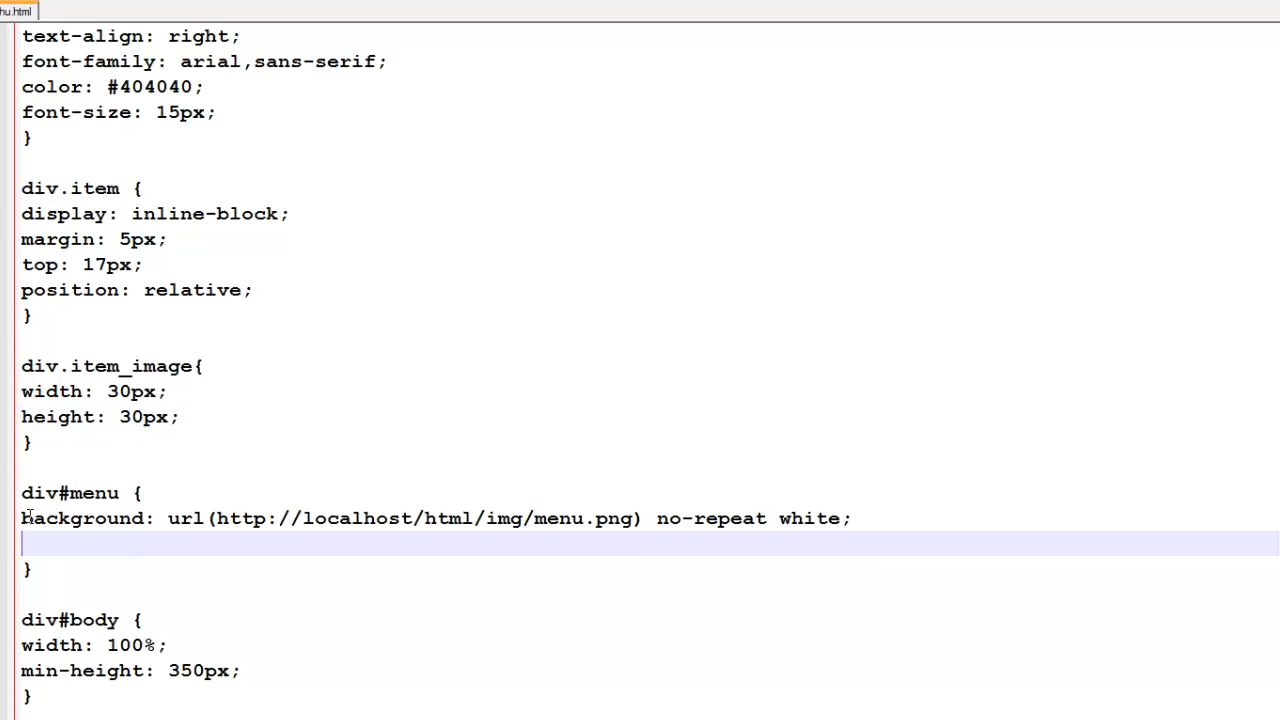 hu.html
text-align: right;
font-family: arial,sans-serif;
color: #404040;
font-size: 15px;
}
div.item {
display: inline-block;
margin: 5px;
top: 17px;
position: relative;
}
div.item_image{
width: 30px;
height: 30px;
}
div#menu {
background: url(http://localhost/html/img/menu.png) no-repeat white;
}
div#body {
width: 100%;
min-height: 350px;
}